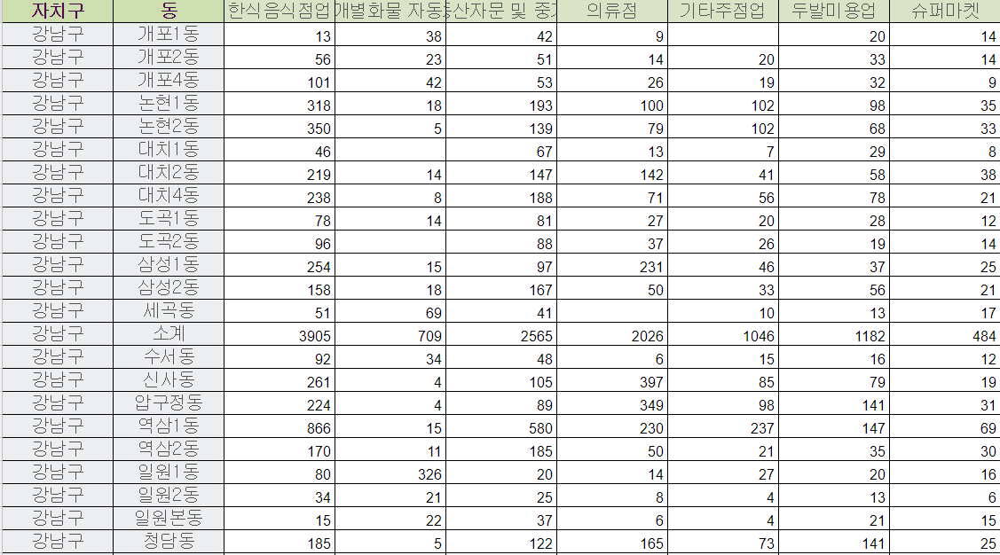 자치구 동 한식 음식점업 개별화물 자동 산자문 및 중 의류점 기타주점업 두발미용업 슈퍼마켓
강남구 개포1동 13 38 42 9 20 14
강남구 개포2동 56 23 51 14 20 33 14
강남구 개포4동 101 42 53 26 19 32 9
강남구 논현1동 318 18 193 100 102 98 35
강남구 논현2동 350 5 139 79 102 68 33
강남구 대치1동 46 67 13 7 29 8
강남구 대치2동 219 14 147 142 41 58 38
강남구 대치4동 238 8 188 71 56 78 21
강남구 도곡1동 78 14 81 27 20 28 12
강남구 도곡2동 96 88 37 26 19 14
강남구 삼성1동 254 15 97 231 46 37 25
강남구 삼성2동 158 18 167 50 33 56 21
강남구 세곡동 51 69 41 10 13 17
강남구 소계 3905 709 2565 2026 1046 1182 484
강남구 수서동 92 34 48 6 15 16 12
강남구 신사동 261 4 105 397 85 79 19
강남구 압구정동 224 4 89 349 98 141 31
강남구 역삼1동 866 15 580 230 237 147 69
강남구 역삼2동 170 11 185 50 21 35 30
강남구 일원1동 80 326 20 14 27 20 16
강남구 일원2동 34 21 25 8 4 13 6
강남구 일원본동 15 22 37 6 4 21 15
강남구 청담동 185 5 122 165 73 141 25